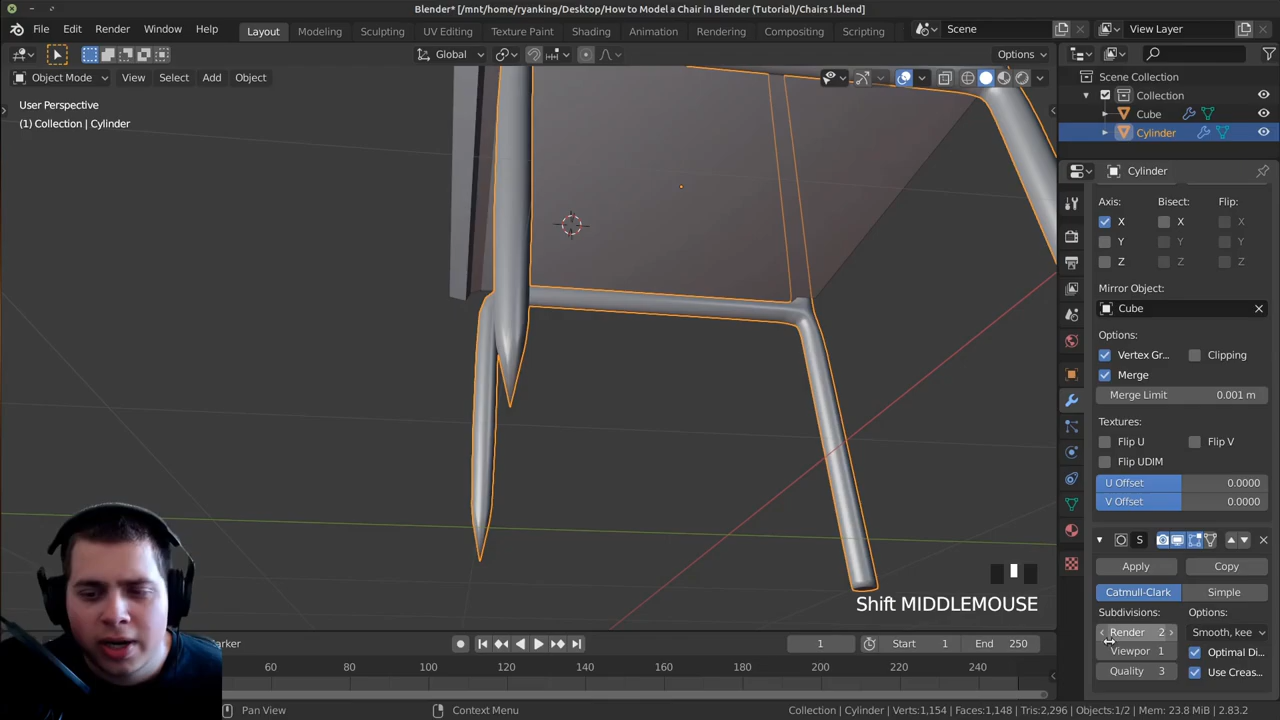 Blender* [/mnt/home/ryanking/Desktop/How to Model a Chair in Blender (Tutorial)/Chairs1.blend]
File Edit Render Window Help Layout Modeling Sculpting UV Editing Texture Paint Shading Animation Rendering Compositing Scripting Scene View Layer
Global Options
Object Mode View Select Add Object
User Perspective
(1) Collection | Cylinder
Scene Collection
Collection
Cube
Cylinder
Cylinder
Axis: Bisect: Flip:
X X X
Y Y Y
Z Z Z
Mirror Object:
Cube
Options:
Vertex Gr... Clipping
Merge
Merge Limit 0.001 m
Textures:
Flip U Flip V
Flip UDIM
U Offset 0.0000
V Offset 0.0000
S
Apply Copy
Catmull-Clark Simple
Subdivisions: Options:
Render 2 Smooth, kee
Viewpor 1 Optimal Di...
Quality 3 Use Creas...
Shift MIDDLEMOUSE
Marker
1 Start 1 End 250
60 80 100 120 140 160 180 200 220 240
Pan View Context Menu Collection | Cylinder | Verts:1,154 | Faces:1,148 | Tris:2,296 | Objects:1/2 | Mem: 23.8 MiB | 2.83.2